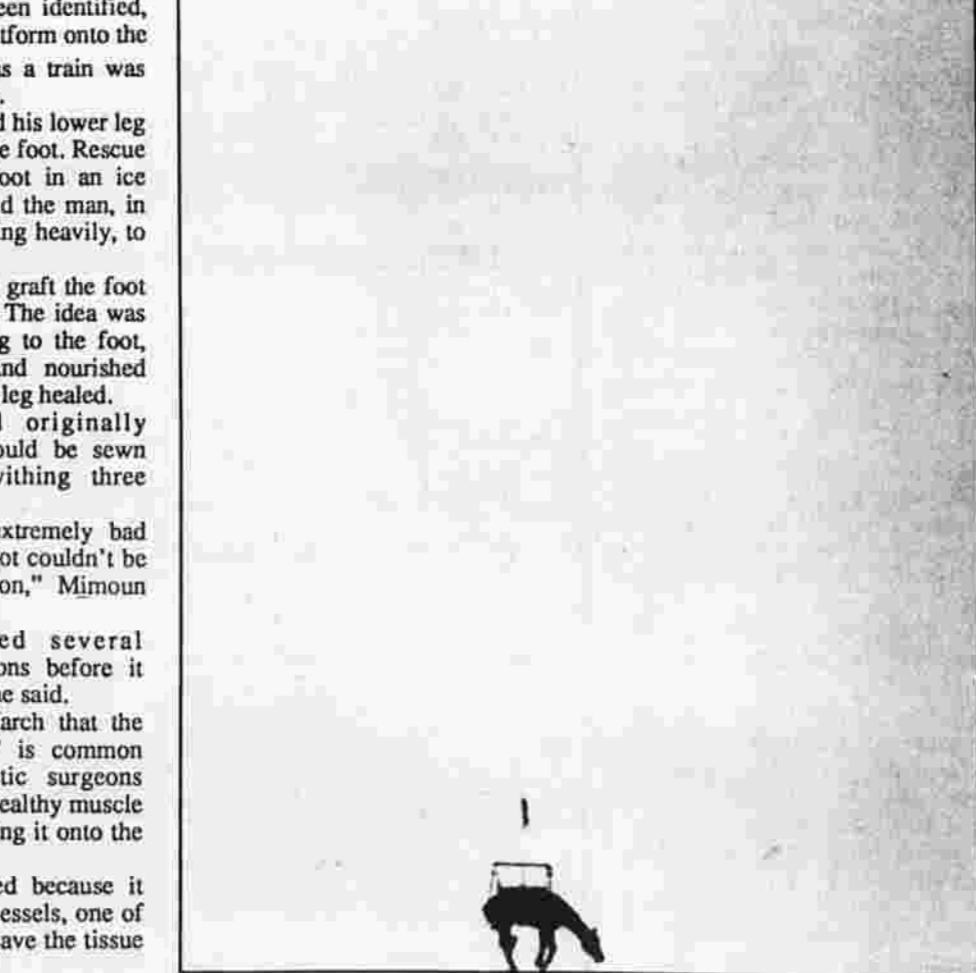 een identified,
tform onto the
s a train was
.
d his lower leg
e foot. Rescue
oot in an ice
d the man, in
ng heavily, to
graft the foot
The idea was
g to the foot,
nd nourished
leg healed.
originally
ould be sewn
vithing three
xtremely bad
ot couldn't be
on," Mimoun
ed several
ons before it
e said.
arch that the
is common
tic surgeons
ealthy muscle
ng it onto the
ed because it
essels, one of
ave the tissue